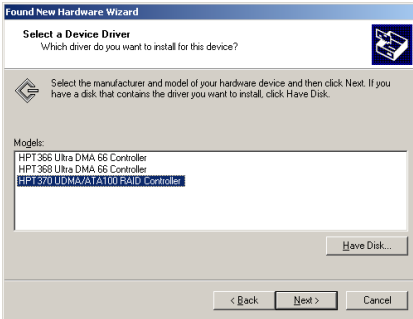 Found New Hardware Wizard
Select a Device Driver
Which driver do you want to install for this device?
Select the manufacturer and model of your hardware device and then click Next. If you
have a disk that contains the driver you want to install, click Have Disk.
Models:
HPT366 Ultra DMA 66 Controller
HPT368 Ultra DMA 66 Controller
HPT370 UDMA/ATA100 RAID Controller
Have Disk...
< Back
Next >
Cancel